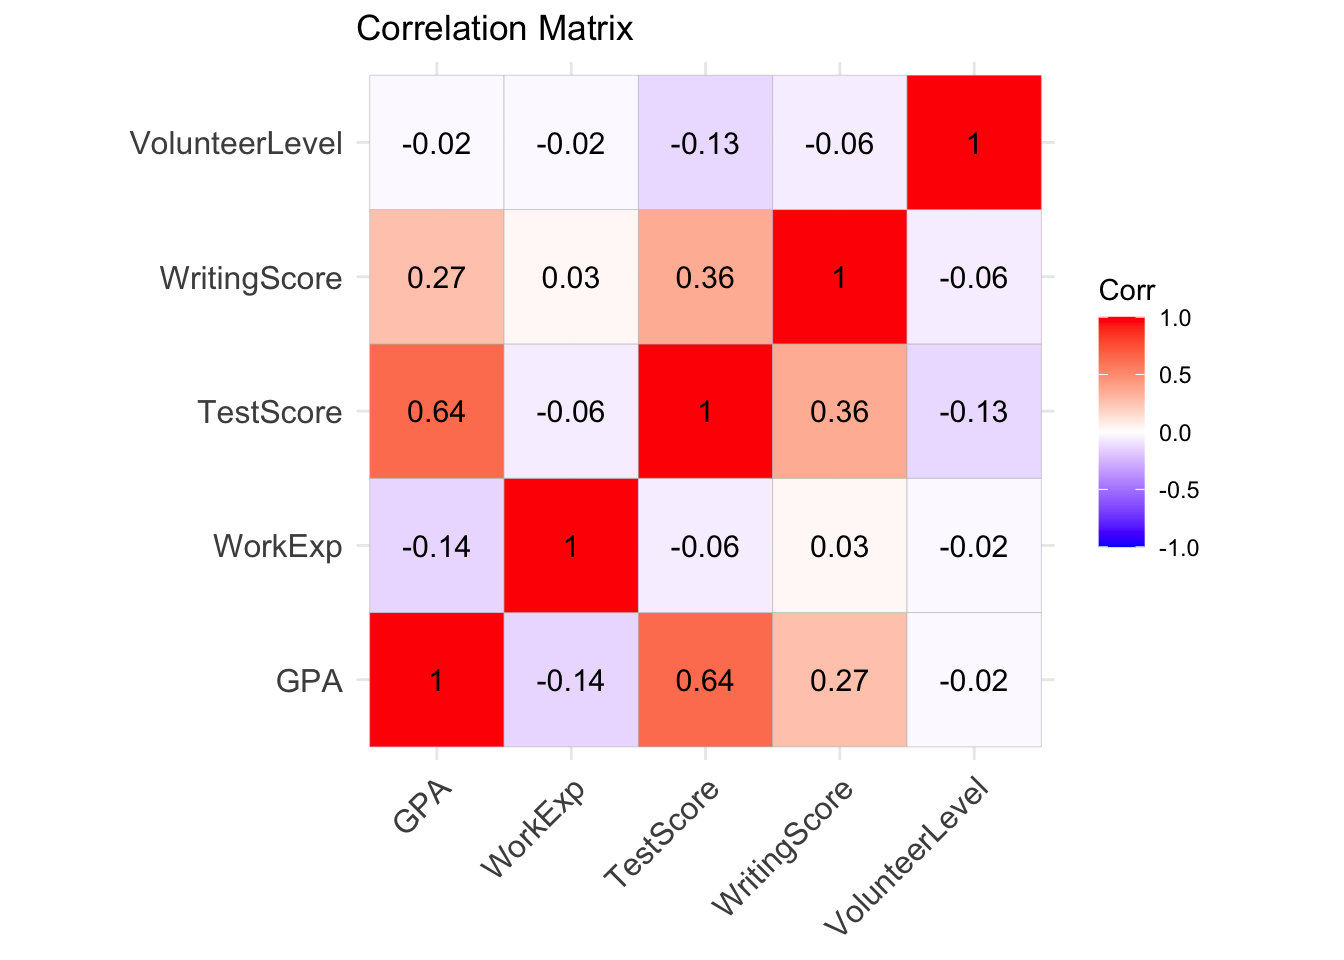 Correlation Matrix
VolunteerLevel -0.02 -0.02 -0.13 -0.06 1
WritingScore 0.27 0.03 0.36 1 -0.06
TestScore 0.64 -0.06 1 0.36 -0.13
WorkExp -0.14 1 -0.06 0.03 -0.02
GPA 1 -0.14 0.64 0.27 -0.02
GPA WorkExp TestScore WritingScore VolunteerLevel
Corr
1.0
0.5
0.0
-0.5
-1.0